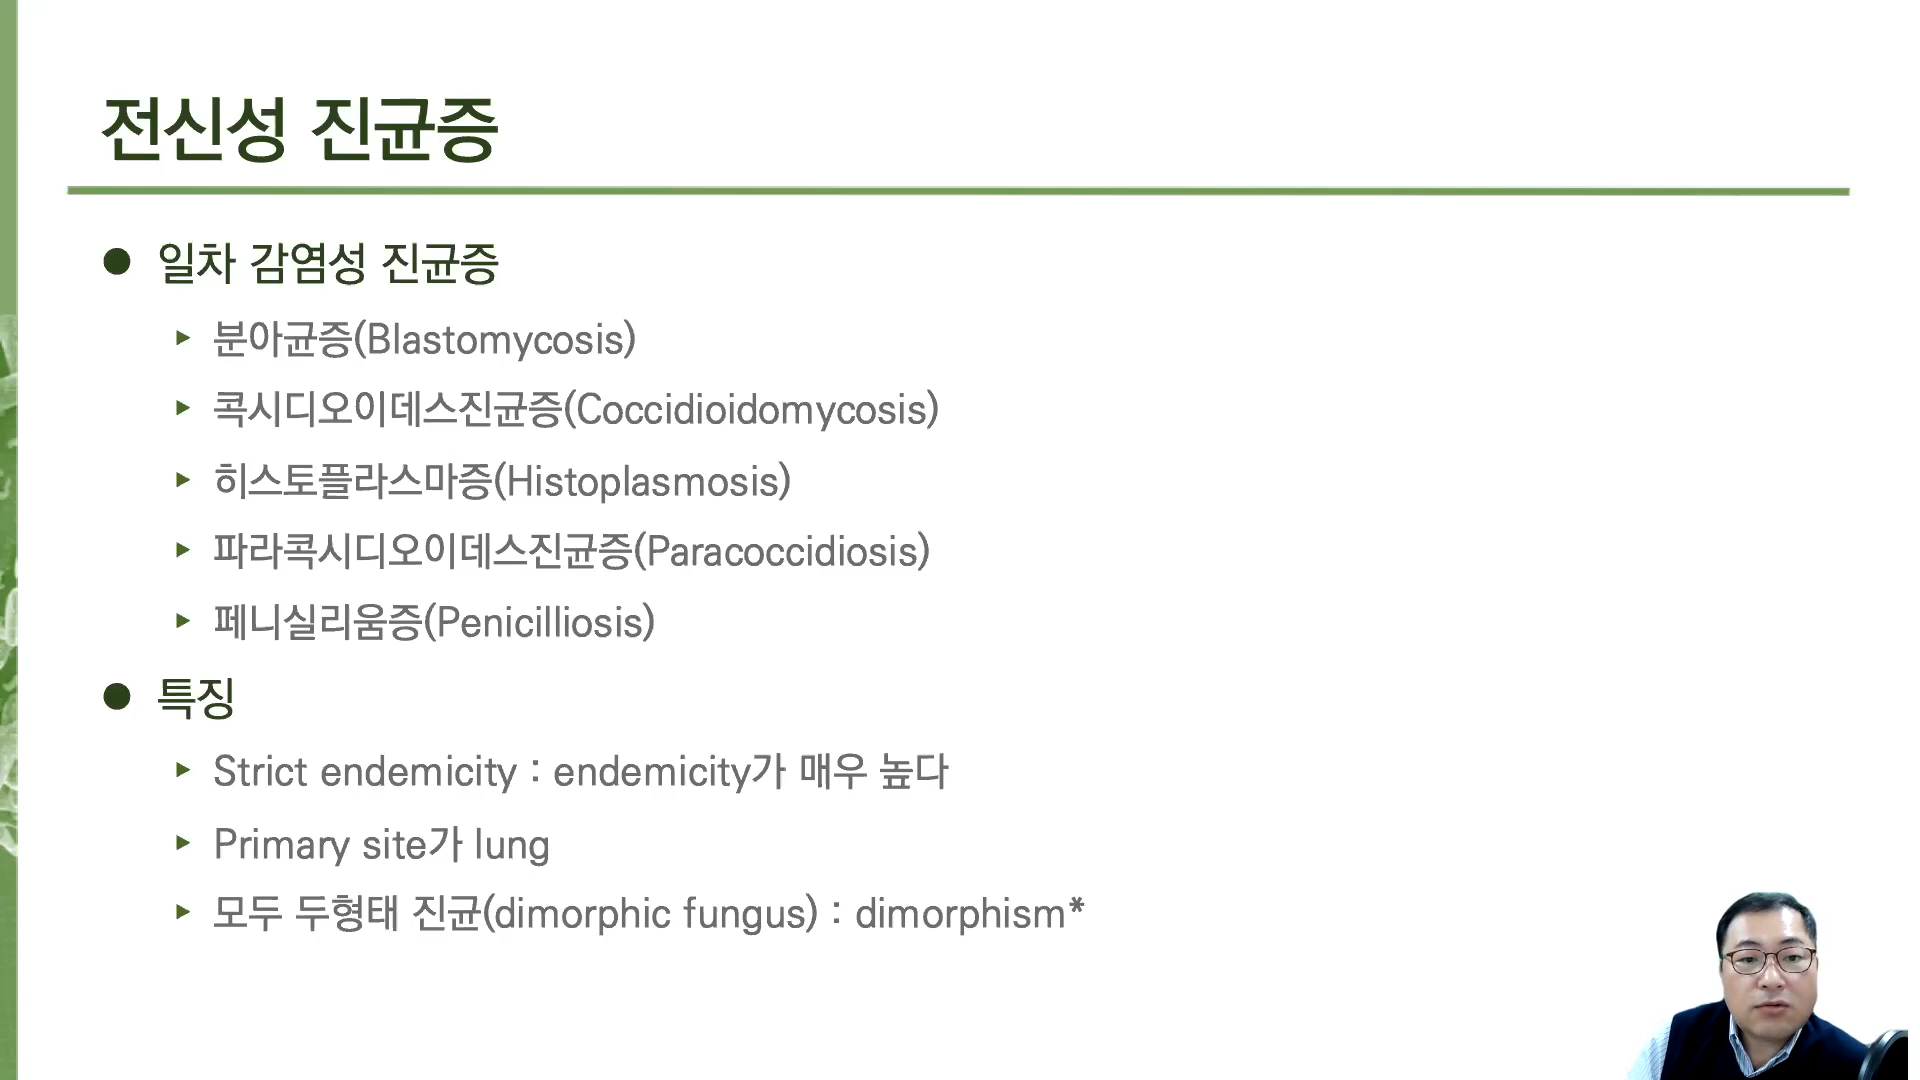 전신성 진균증
● 일차 감염성 진균증
▸ 분아균증(Blastomycosis)
▸ 콕시디오이데스진균증(Coccidioidomycosis)
▸ 히스토플라스마증(Histoplasmosis)
▸ 파라콕시디오이데스진균증(Paracoccidiosis)
▸ 페니실리움증(Penicilliosis)
● 특징
▸ Strict endemicity : endemicity가 매우 높다
▸ Primary site가 lung
▸ 모두 두형태 진균(dimorphic fungus) : dimorphism*